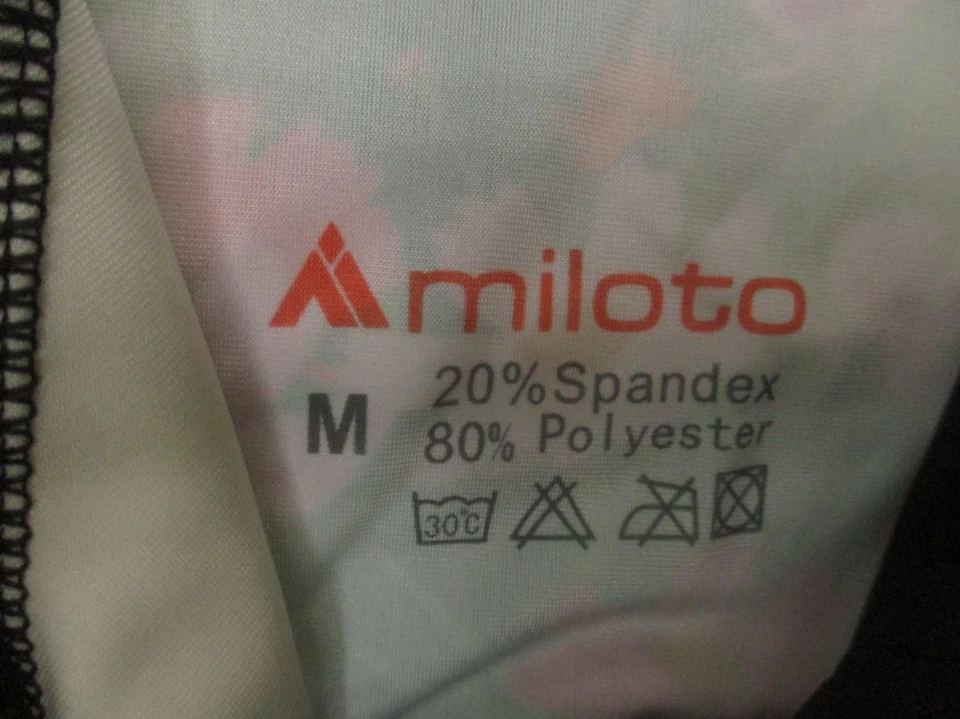 miloto
M
20%Spandex
80% Polyester
30°C